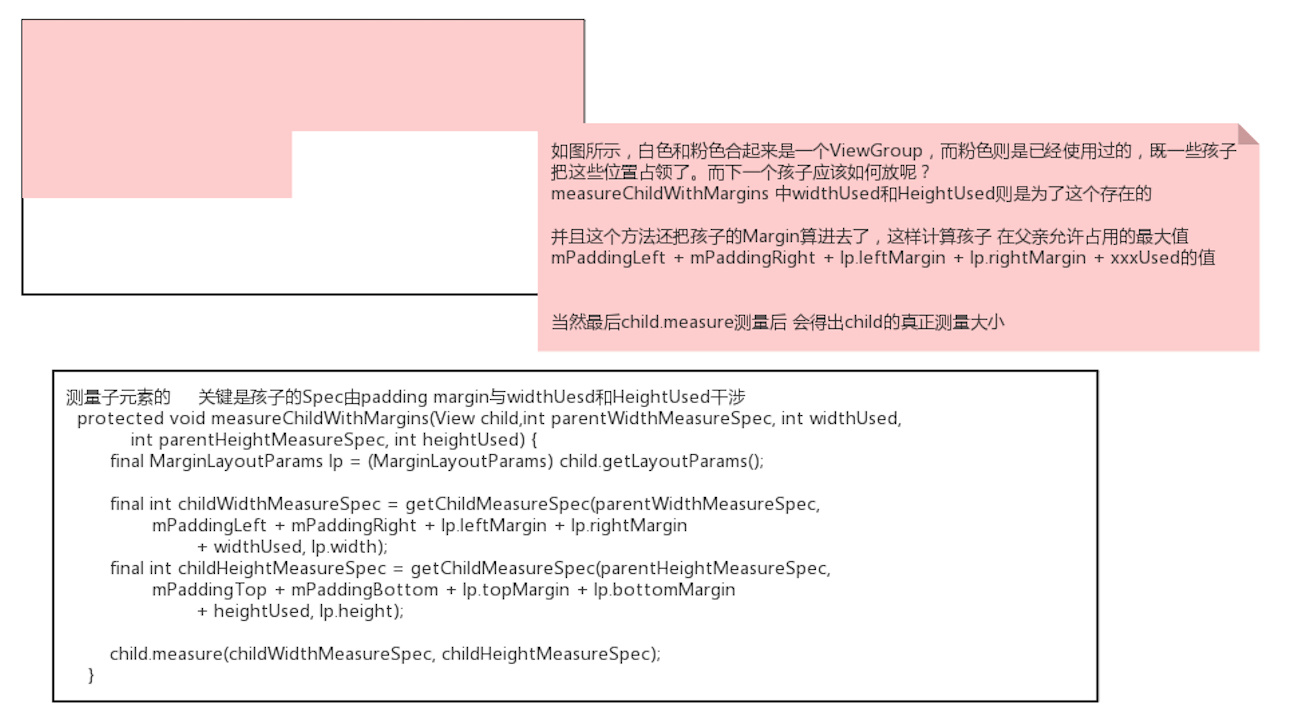 如图所示，白色和粉色合起来是一个ViewGroup，而粉色则是已经使用过的，既一些孩子
把这些位置占领了。而下一个孩子应该如何放呢？
measureChildWithMargins 中widthUsed和HeightUsed则是为了这个存在的
并且这个方法还把孩子的Margin算进去了，这样计算孩子 在父亲允许占用的最大值
mPaddingLeft + mPaddingRight + lp.leftMargin + lp.rightMargin + xxxUsed的值
当然最后child.measure测量后 会得出child的真正测量大小
测量子元素的 关键是孩子的Spec由padding margin与widthUesd和HeightUsed干涉
protected void measureChildWithMargins(View child,int parentWidthMeasureSpec, int widthUsed,
int parentHeightMeasureSpec, int heightUsed) {
final MarginLayoutParams lp = (MarginLayoutParams) child.getLayoutParams();
final int childWidthMeasureSpec = getChildMeasureSpec(parentWidthMeasureSpec,
mPaddingLeft + mPaddingRight + lp.leftMargin + lp.rightMargin
+ widthUsed, lp.width);
final int childHeightMeasureSpec = getChildMeasureSpec(parentHeightMeasureSpec,
mPaddingTop + mPaddingBottom + lp.topMargin + lp.bottomMargin
+ heightUsed, lp.height);
child.measure(childWidthMeasureSpec, childHeightMeasureSpec);
}